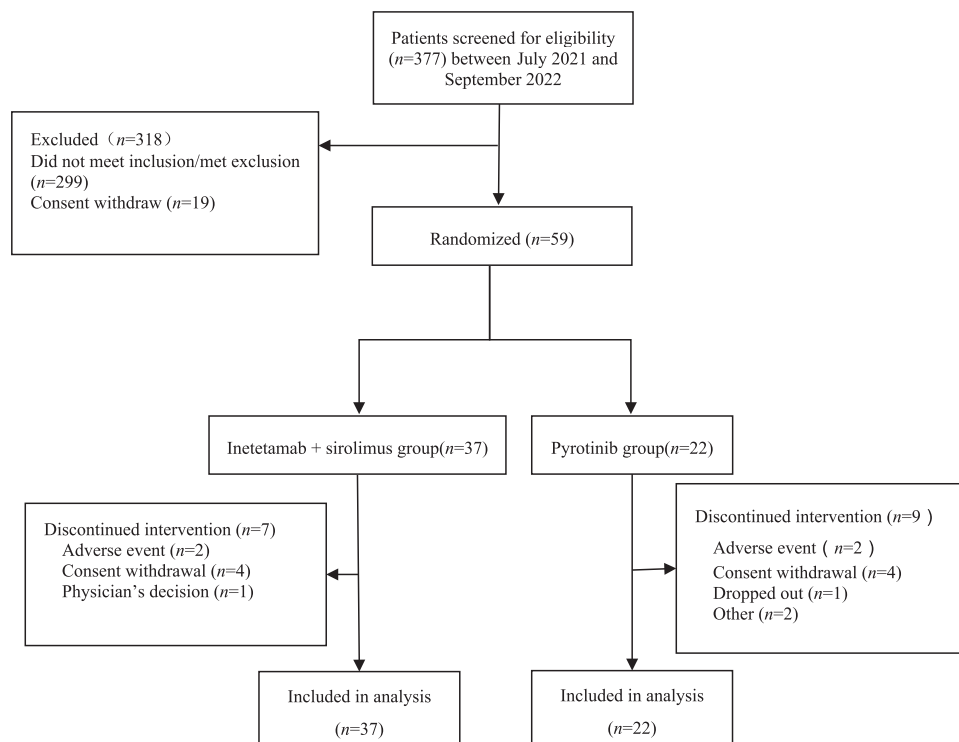 Patients screened for eligibility
(n=377) between July 2021 and
September 2022
Excluded（n=318）
Did not meet inclusion/met exclusion
(n=299)
Consent withdraw (n=19)
Randomized (n=59)
Inetetamab + sirolimus group(n=37)
Pyrotinib group(n=22)
Discontinued intervention (n=7)
Adverse event (n=2)
Consent withdrawal (n=4)
Physician’s decision (n=1)
Discontinued intervention (n=9 )
Adverse event ( n=2 )
Consent withdrawal (n=4)
Dropped out (n=1)
Other (n=2)
Included in analysis
(n=37)
Included in analysis
(n=22)